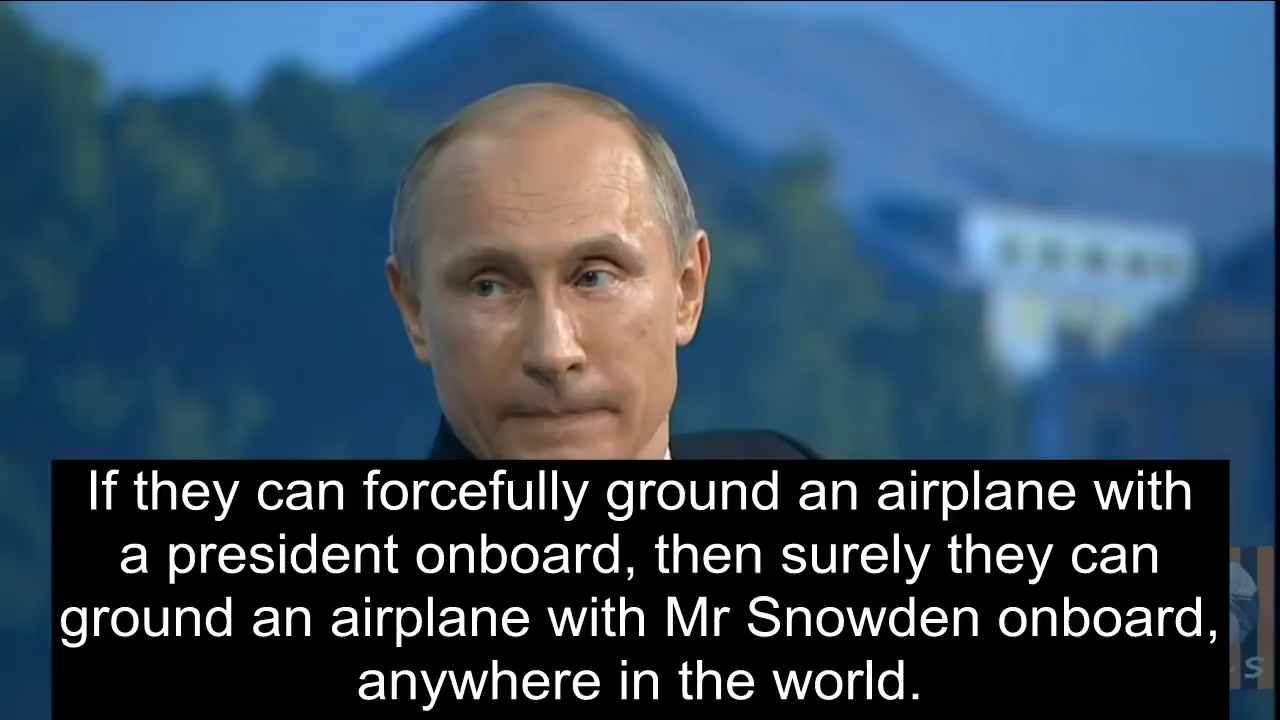 If they can forcefully ground an airplane with
a president onboard, then surely they can
ground an airplane with Mr Snowden onboard,
anywhere in the world.